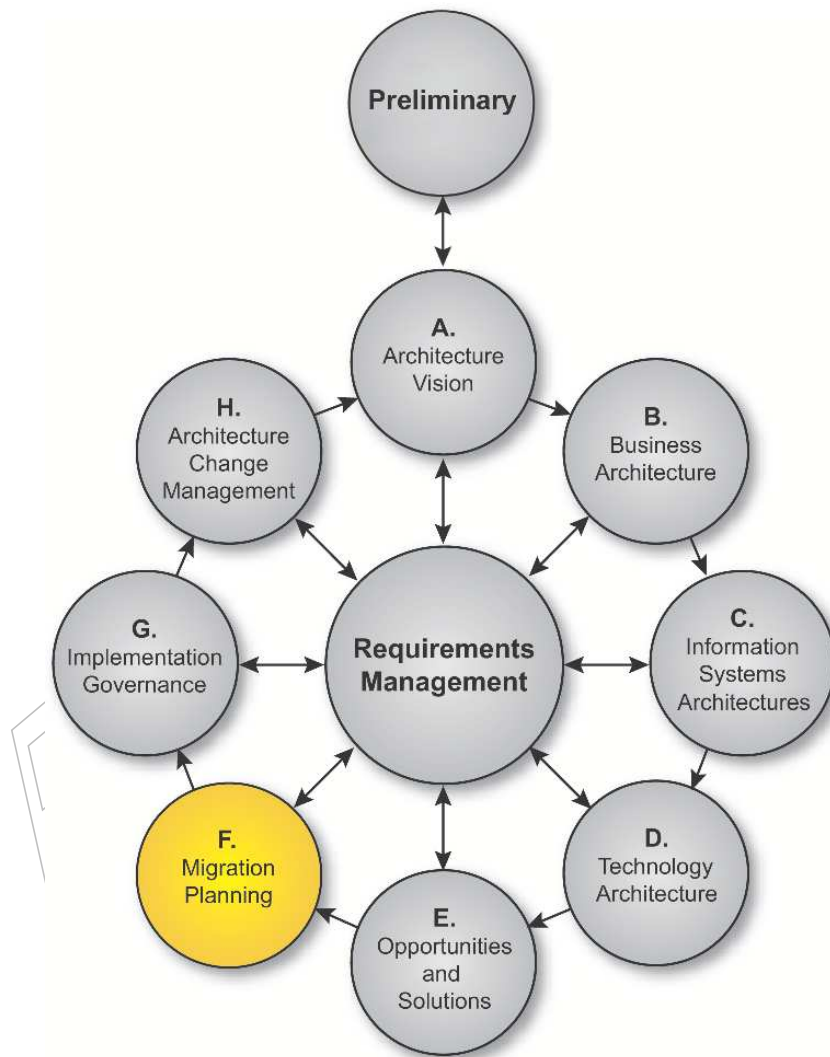 Preliminary
A.
Architecture
Vision
B.
Business
Architecture
C.
Information
Systems
Architectures
D.
Technology
Architecture
E.
Opportunities
and
Solutions
F.
Migration
Planning
G.
Implementation
Governance
H.
Architecture
Change
Management
Requirements
Management